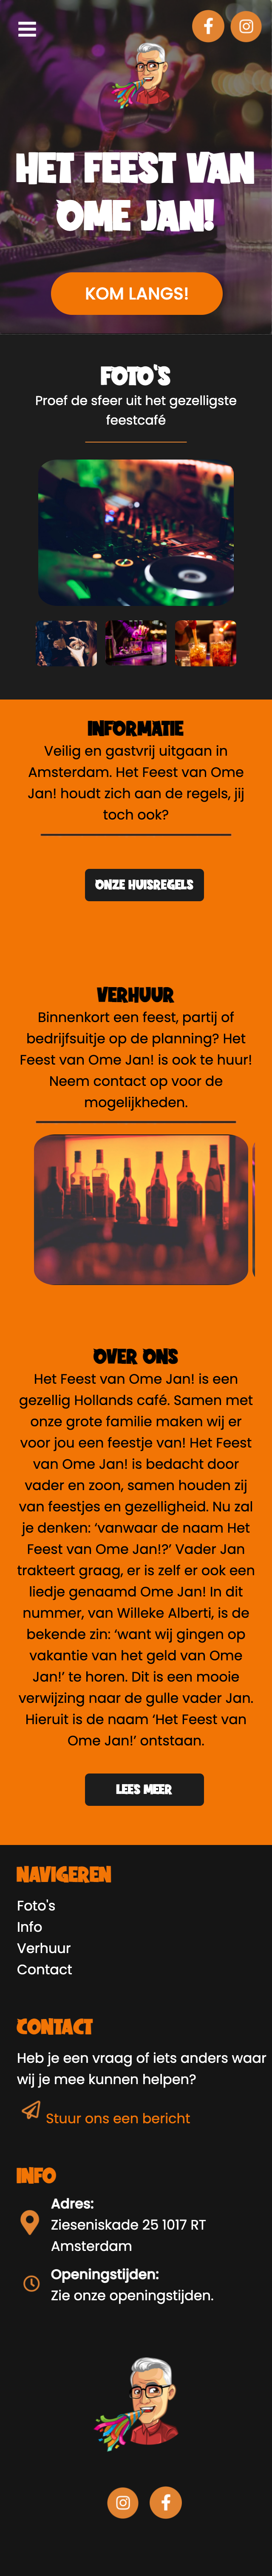 HET FEEST VAN
OME JAN!
KOM LANGS!
FOTO'S
Proef de sfeer uit het gezelligste
feestcafé
INFORMATIE
Veilig en gastvrij uitgaan in
Amsterdam. Het Feest van Ome
Jan! houdt zich aan de regels, jij
toch ook?
ONZE HUISREGELS
VERHUUR
Binnenkort een feest, partij of
bedrijfsuitje op de planning? Het
Feest van Ome Jan! is ook te huur!
Neem contact op voor de
mogelijkheden.
OVER ONS
Het Feest van Ome Jan! is een
gezellig Hollands café. Samen met
onze grote familie maken wij er
voor jou een feestje van! Het Feest
van Ome Jan! is bedacht door
vader en zoon, samen houden zij
van feestjes en gezelligheid. Nu zal
je denken: ‘vanwaar de naam Het
Feest van Ome Jan!?’ Vader Jan
trakteert graag, er is zelf er ook een
liedje genaamd Ome Jan! In dit
nummer, van Willeke Alberti, is de
bekende zin: ‘want wij gingen op
vakantie van het geld van Ome
Jan!’ te horen. Dit is een mooie
verwijzing naar de gulle vader Jan.
Hieruit is de naam ‘Het Feest van
Ome Jan!’ ontstaan.
LEES MEER
NAVIGEREN
Foto's
Info
Verhuur
Contact
CONTACT
Heb je een vraag of iets anders waar
wij je mee kunnen helpen?
Stuur ons een bericht
INFO
Adres:
Zieseniskade 25 1017 RT
Amsterdam
Openingstijden:
Zie onze openingstijden.